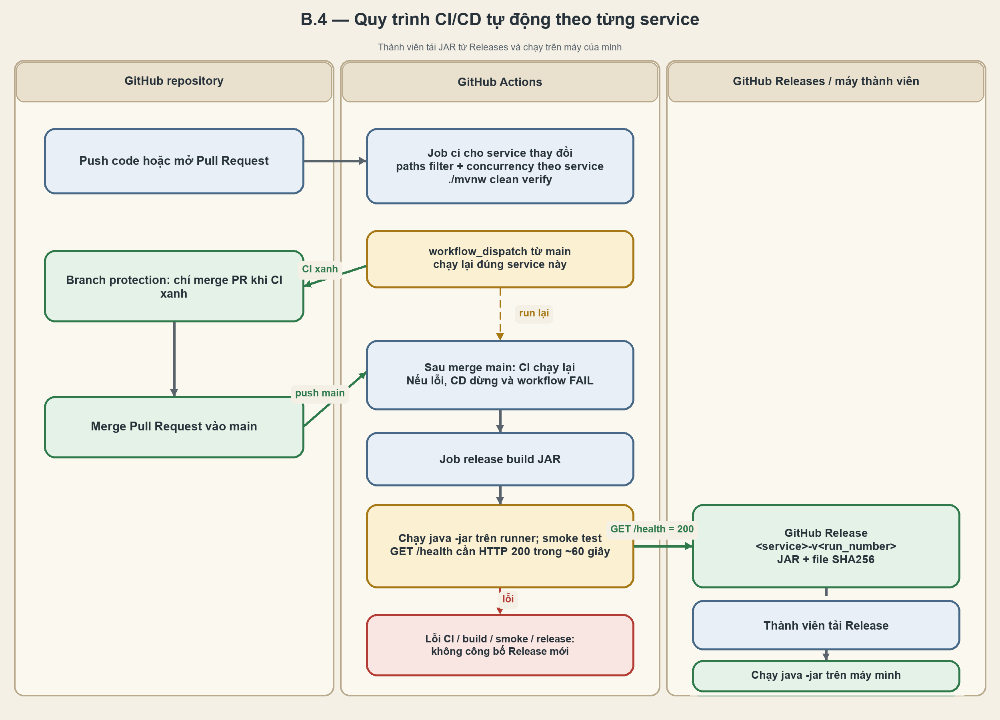 B.4 — Quy trình CI/CD tự động theo từng service
Thành viên tải JAR từ Releases và chạy trên máy của mình
GitHub repository
GitHub Actions
GitHub Releases / máy thành viên
Push code hoặc mở Pull Request
Job ci cho service thay đổi
paths filter + concurrency theo service
./mvnw clean verify
workflow_dispatch từ main
chạy lại đúng service này
CI xanh
Branch protection: chỉ merge PR khi CI
xanh
run lại
Sau merge main: CI chạy lại
Nếu lỗi, CD dừng và workflow FAIL
push main
Merge Pull Request vào main
Job release build JAR
Chạy java -jar trên runner; smoke test
GET /health cần HTTP 200 trong ~60 giây
GET /health = 200
GitHub Release
<service>-v<run_number>
JAR + file SHA256
lỗi
Thành viên tải Release
Lỗi CI / build / smoke / release:
không công bố Release mới
Chạy java -jar trên máy mình